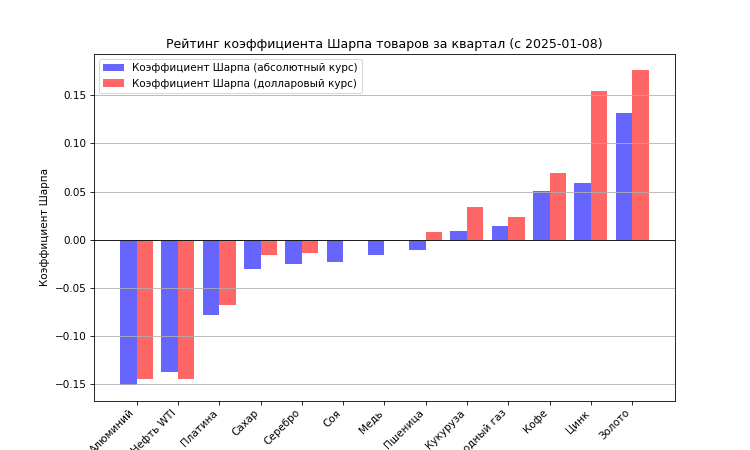 Рейтинг коэффициента Шарпа товаров за квартал (с 2025-01-08)
Коэффициент Шарпа (абсолютный курс)
Коэффициент Шарпа (долларовый курс)
Коэффициент Шарпа
0.15
0.10
0.05
0.00
−0.05
−0.10
−0.15
Алюминий
Нефть WTI
Платина
Сахар
Серебро
Соя
Медь
Пшеница
Кукуруза
газ
Кофе
Цинк
Золото